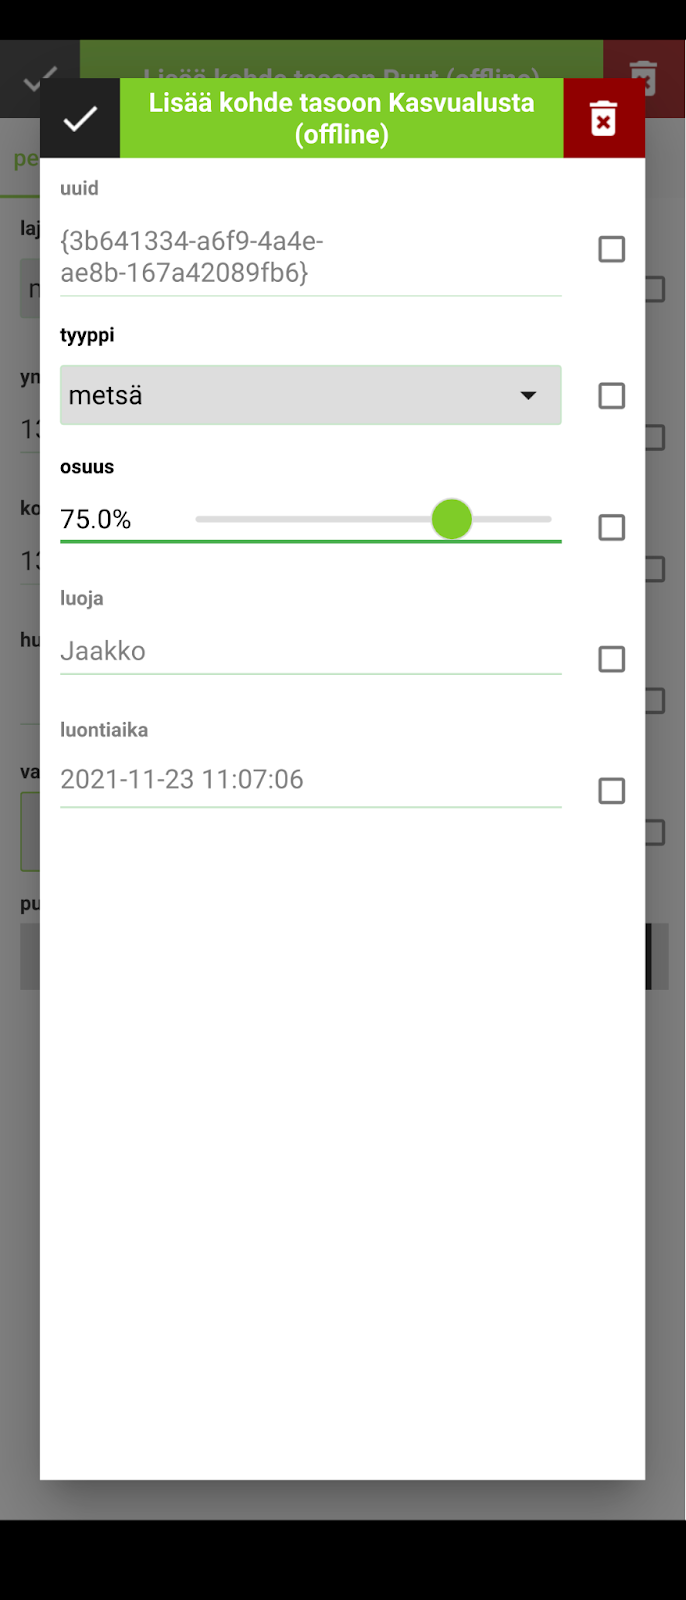 Lisää kohde tasoon Ruut (offline)
Lisää kohde tasoon Kasvualusta
(offline)
pe
uuid
{3b641334-a6f9-4a4e-
ae8b-167a42089fb6}
tyyppi
metsä
osuus
75.0%
luoja
Jaakko
luontiaika
2021-11-23 11:07:06
laj
yn
13
ko
13
hu
va
pu